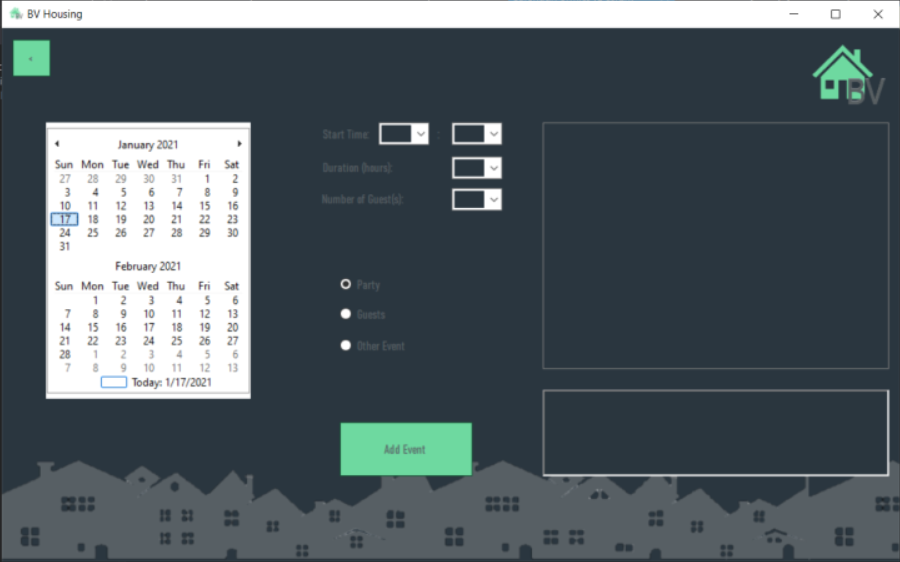 BV Housing
BV
January 2021
Sun Mon Tue Wed Thu Fri Sat
27 28 29 30 31 1 2
3 4 5 6 7 8 9
10 11 12 13 14 15 16
17 18 19 20 21 22 23
24 25 26 27 28 29 30
31
February 2021
Sun Mon Tue Wed Thu Fri Sat
1 2 3 4 5 6
7 8 9 10 11 12 13
14 15 16 17 18 19 20
21 22 23 24 25 26 27
28 1 2 3 4 5 6
7 8 9 10 11 12 13
Today: 1/17/2021
Start Time: :
Duration (hours):
Number of Guest(s):
Party
Guests
Other Event
Add Event